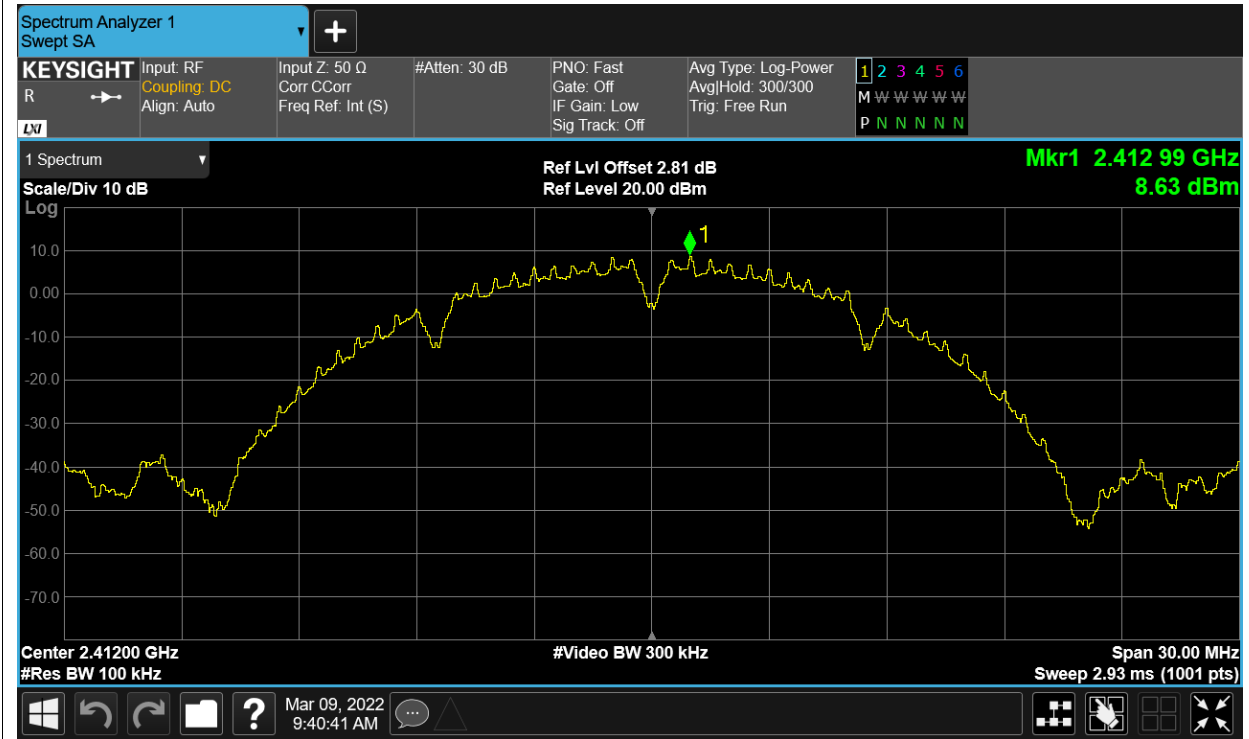 Spectrum Analyzer 1
Swept SA
KEYSIGHT
R
LXI
Input: RF
Coupling: DC
Align: Auto
Input Z: 50 Ω
Corr CCorr
Freq Ref: Int (S)
#Atten: 30 dB
PNO: Fast
Gate: Off
IF Gain: Low
Sig Track: Off
Avg Type: Log-Power
Avg|Hold: 300/300
Trig: Free Run
1 2 3 4 5 6
M W W W W W
P N N N N N
1 Spectrum
Scale/Div 10 dB
Log
Ref Lvl Offset 2.81 dB
Ref Level 20.00 dBm
Mkr1 2.412 99 GHz
8.63 dBm
1
10.0
0.00
-10.0
-20.0
-30.0
-40.0
-50.0
-60.0
-70.0
Center 2.41200 GHz
#Video BW 300 kHz
Span 30.00 MHz
#Res BW 100 kHz
Sweep 2.93 ms (1001 pts)
?
Mar 09, 2022
9:40:41 AM